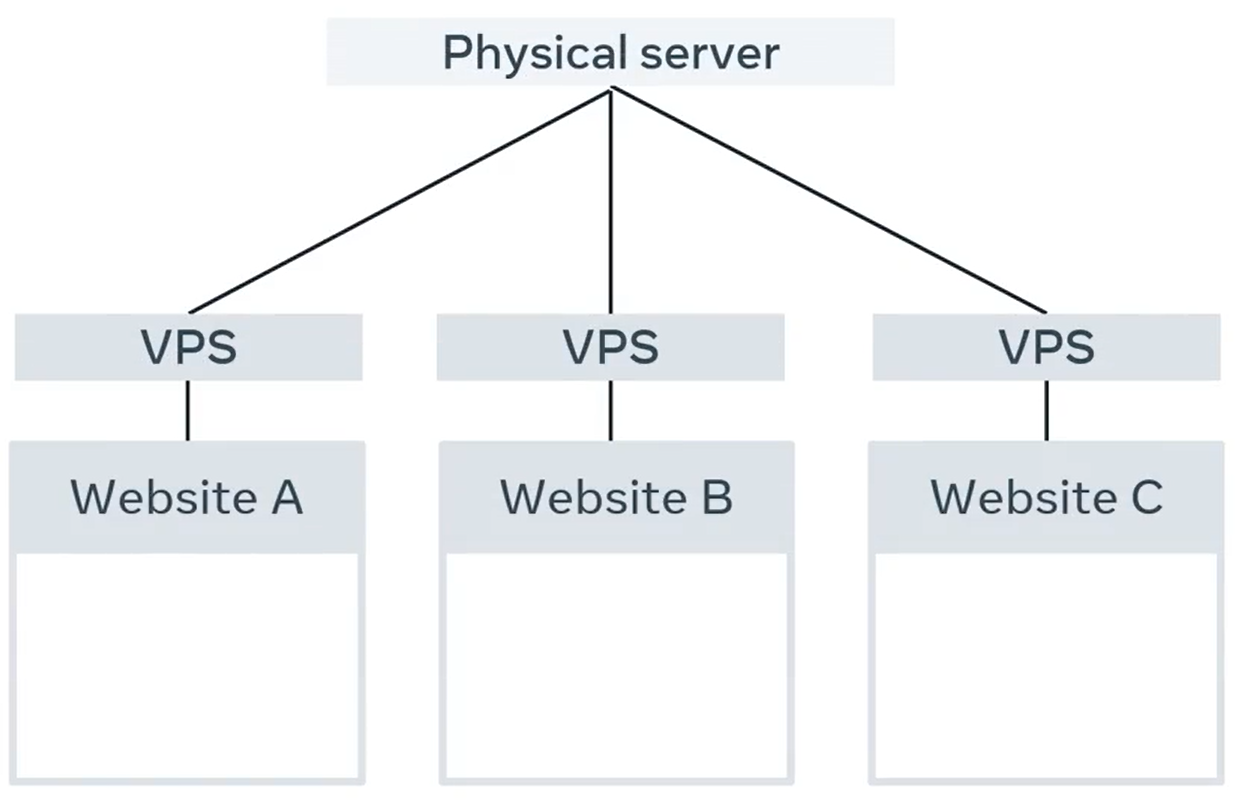 Physical server
VPS
VPS
VPS
Website A
Website B
Website C